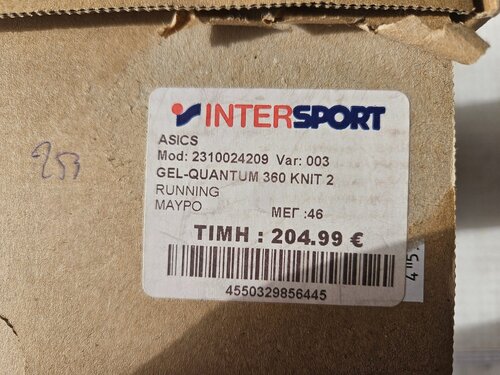 INTERSPORT
ASICS
Mod: 2310024209 Var: 003
GEL-QUANTUM 360 KNIT 2
RUNNING
ΜΑΥΡΟ
ΜΕΓ :46
ΤΙΜΗ : 204.99 €
4550329856445
253